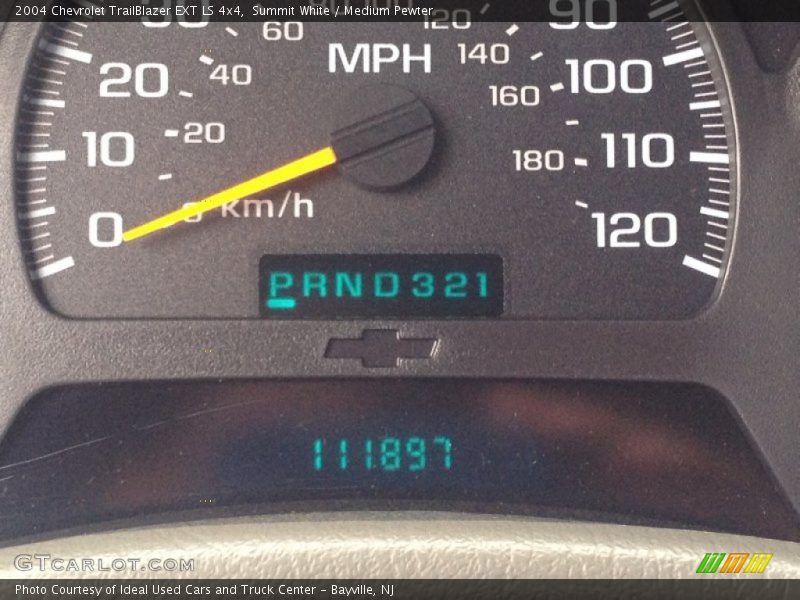 2004 Chevrolet TrailBlazer EXT LS 4x4, Summit White / Medium Pewter
60
120
90
MPH
140
20
40
100
160
10
20
110
180
0
0 km/h
120
PRND321
111897
GTCARLOT.COM
Photo Courtesy of Ideal Used Cars and Truck Center – Bayville, NJ